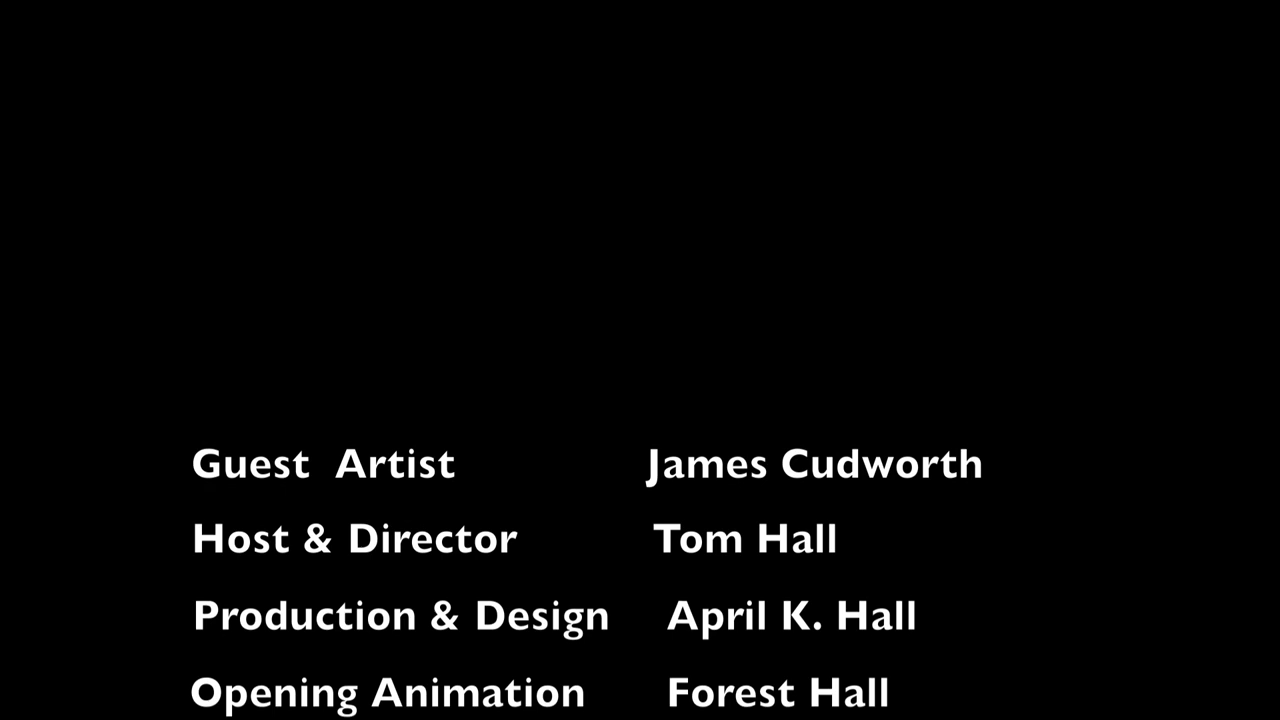 Guest Artist James Cudworth
Host & Director Tom Hall
Production & Design April K. Hall
Opening Animation Forest Hall